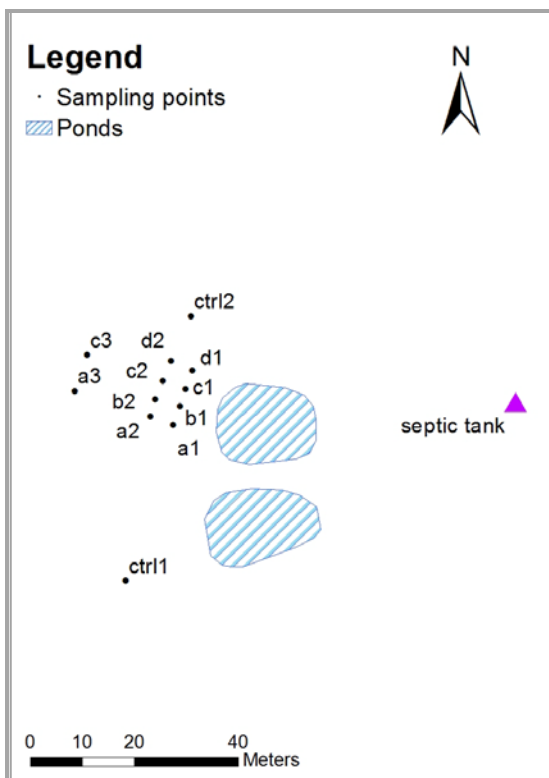 Legend
Sampling points
Ponds
N
ctrl2
c3
d2
d1
a3
c2
c1
b2
b1
a2
a1
septic tank
ctrl1
0 10 20 40
Meters